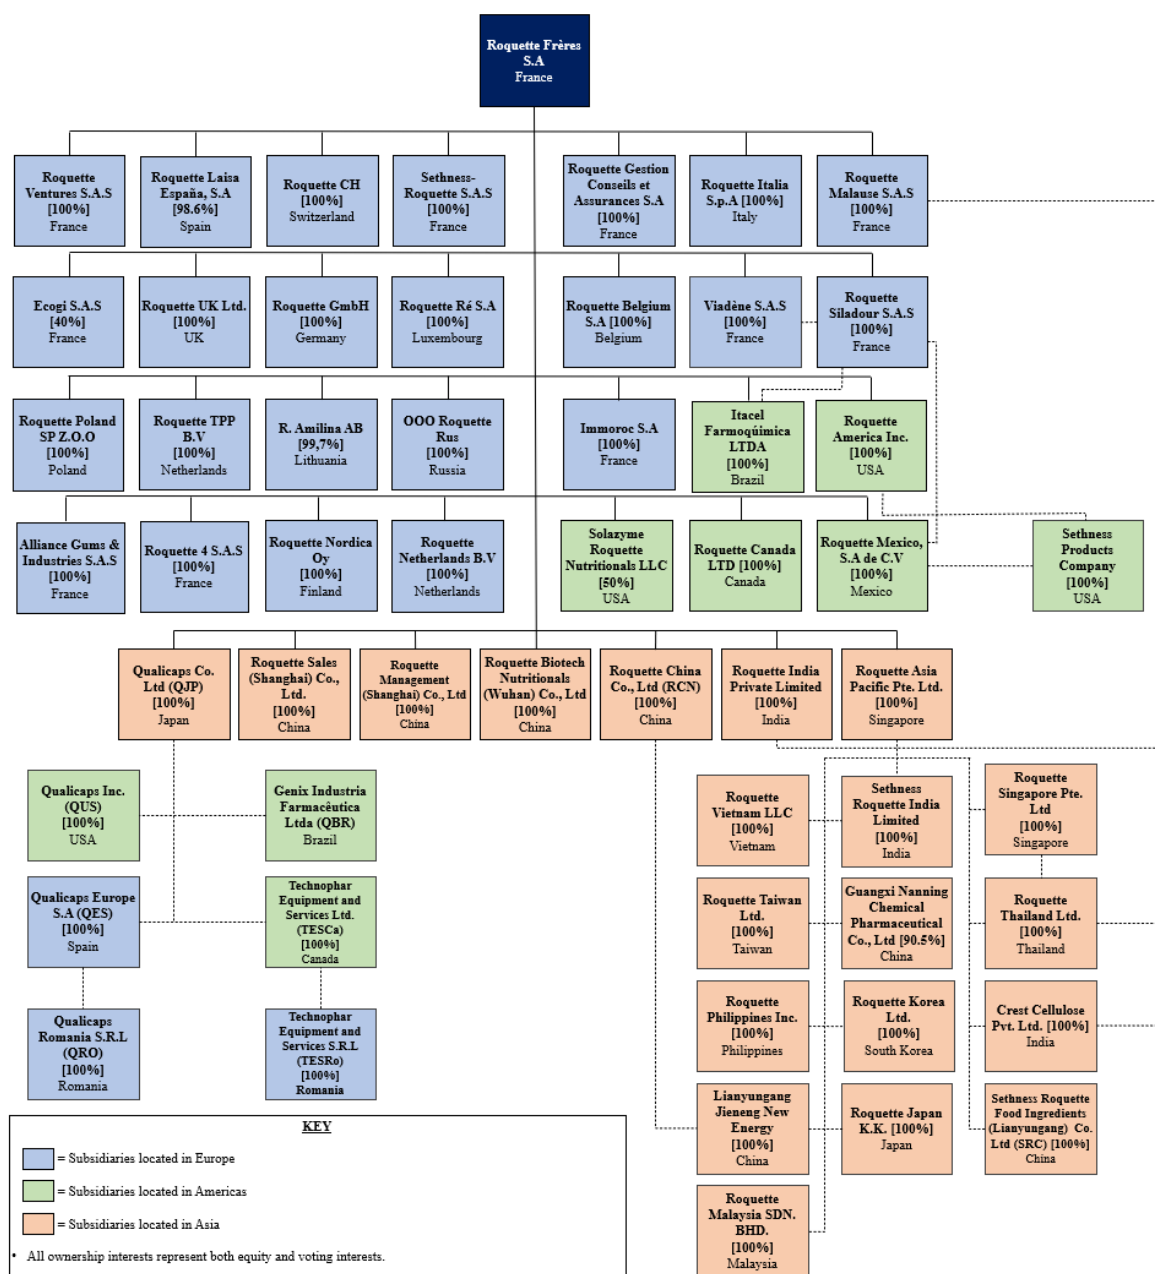 Roquette Frères
S.A
France
Roquette
Ventures S.A.S
[100%]
France
Roquette Laisa
España, S.A
[98.6%]
Spain
Roquette CH
[100%]
Switzerland
Sethness-
Roquette S.A.S
[100%]
France
Roquette Gestion
Conseils et
Assurances S.A
[100%]
France
Roquette Italia
S.p.A [100%]
Italy
Roquette
Malause S.A.S
[100%]
France
Ecogi S.A.S
[40%]
France
Roquette UK Ltd.
[100%]
UK
Roquette GmbH
[100%]
Germany
Roquette Ré S.A
[100%]
Luxembourg
Roquette Belgium
S.A [100%]
Belgium
Viadène S.A.S
[100%]
France
Roquette
Siladour S.A.S
[100%]
France
Roquette Poland
SP Z.O.O
[100%]
Poland
Roquette TPP
B.V
[100%]
Netherlands
R. Amilina AB
[99,7%]
Lithuania
OOO Roquette
Rus
[100%]
Russia
Immoroc S.A
[100%]
France
Itacel
Farmoqúimica
LTDA
[100%]
Brazil
Roquette
America Inc.
[100%]
USA
Alliance Gums &
Industries S.A.S
[100%]
France
Roquette 4 S.A.S
[100%]
France
Roquette Nordica
Oy
[100%]
Finland
Roquette
Netherlands B.V
[100%]
Netherlands
Solazyme
Roquette
Nutritionals LLC
[50%]
USA
Roquette Canada
LTD [100%]
Canada
Roquette Mexico,
S.A de C.V
[100%]
Mexico
Sethness
Products
Company
[100%]
USA
Qualicaps Co.
Ltd (QJP)
[100%]
Japan
Roquette Sales
(Shanghai) Co.,
Ltd.
[100%]
China
Roquette
Management
(Shanghai) Co., Ltd
[100%]
China
Roquette Biotech
Nutritionals
(Wuhan) Co., Ltd
[100%]
China
Roquette China
Co., Ltd (RCN)
[100%]
China
Roquette India
Private Limited
[100%]
India
Roquette Asia
Pacific Pte. Ltd.
[100%]
Singapore
Qualicaps Inc.
(QUS)
[100%]
USA
Genix Industria
Farmacêutica
Ltda (QBR)
Brazil
Roquette
Vietnam LLC
[100%]
Vietnam
Sethness
Roquette India
Limited
[100%]
India
Roquette
Singapore Pte.
Ltd
[100%]
Singapore
Qualicaps Europe
S.A (QES)
[100%]
Spain
Technophar
Equipment and
Services Ltd.
(TESCa)
[100%]
Canada
Roquette Taiwan
Ltd.
[100%]
Taiwan
Guangxi Nanning
Chemical
Pharmaceutical
Co., Ltd [90.5%]
China
Roquette
Thailand Ltd.
[100%]
Thailand
Qualicaps
Romania S.R.L
(QRO)
[100%]
Romania
Technophar
Equipment and
Services S.R.L
(TESRo)
[100%]
Romania
Roquette
Philippines Inc.
[100%]
Philippines
Roquette Korea
Ltd.
[100%]
South Korea
Crest Cellulose
Pvt. Ltd. [100%]
India
Lianyungang
Jieneng New
Energy
[100%]
China
Roquette Japan
K.K. [100%]
Japan
Sethness Roquette
Food Ingredients
(Lianyungang) Co.
Ltd (SRC) [100%]
China
Roquette
Malaysia SDN.
BHD.
[100%]
Malaysia
KEY
= Subsidiaries located in Europe
= Subsidiaries located in Americas
= Subsidiaries located in Asia
• All ownership interests represent both equity and voting interests.